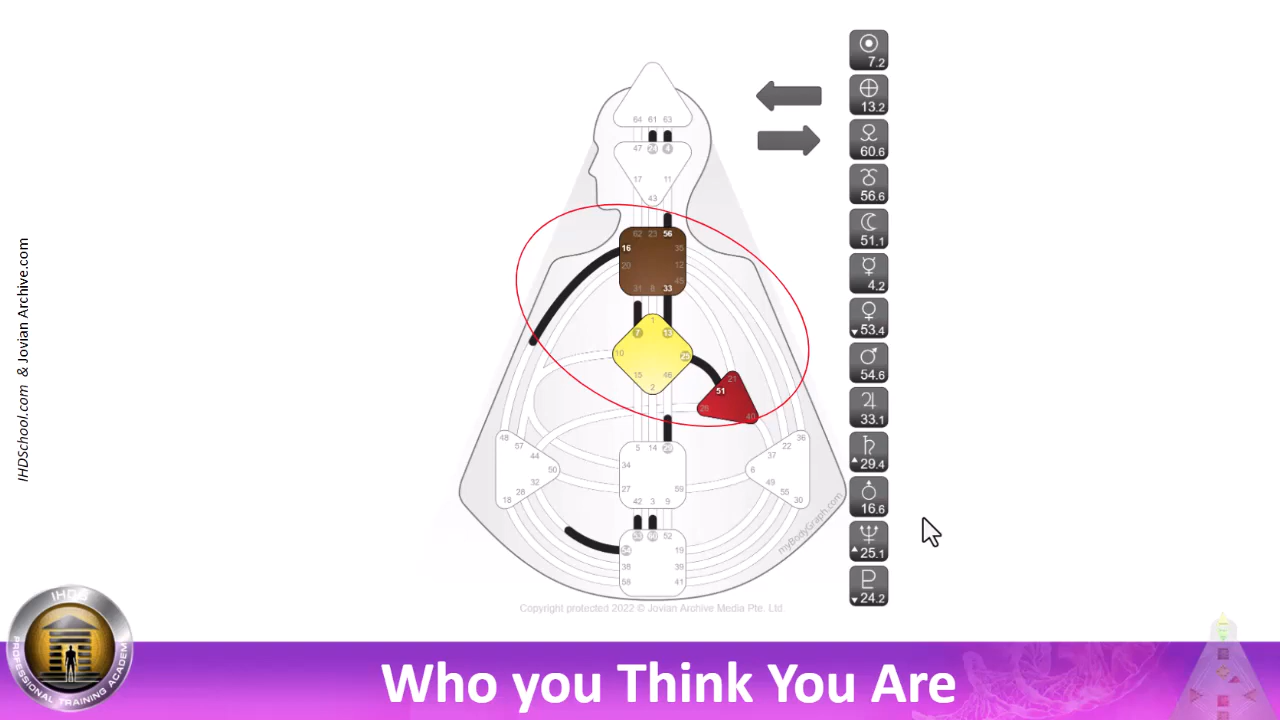 IHDSchool.com & Jovian Archive.com
64 61 63
47 24 4
17 11
43
62 23 56
16 35
20 12
45
31 8 33
1
7 13
10 25
15 46
2
21
51
26 40
48 57 44 50
32 28 18
5 14 29
34
27 59
42 3 9
36 22 37 6
49 55 30
53 60 52
54 19
38 39
58 41
7.2
13.2
60.6
56.6
51.1
4.2
53.4
54.6
33.1
29.4
16.6
25.1
24.2
myBodyGraph.com
Copyright protected 2022 © Jovian Archive Media Pte. Ltd
IHDS
PROFESSIONAL TRAINING ACADEMY
Who you Think You Are